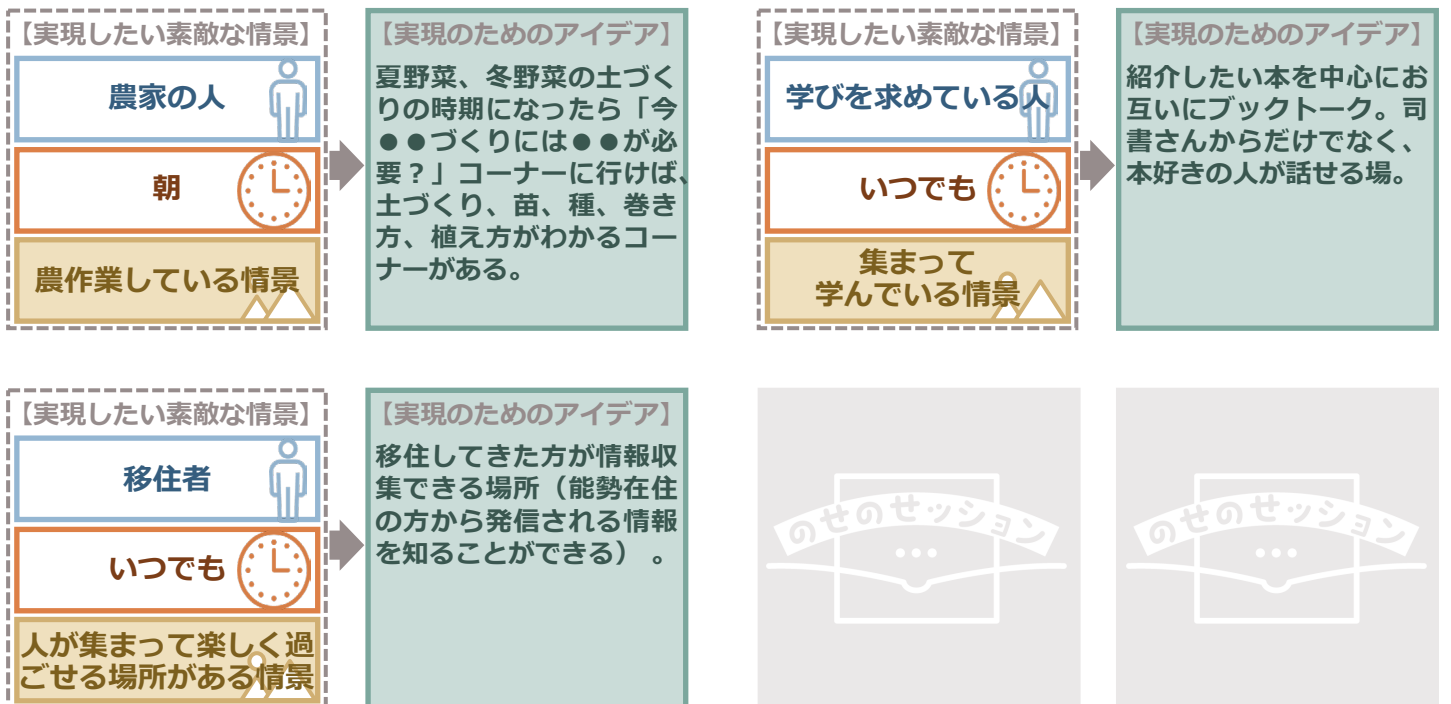 【実現したい素敵な情景】
農家の人
朝
農作業している情景
【実現のためのアイデア】
夏野菜、冬野菜の土づく
りの時期になったら「今
●●づくりには●●が必
要？」コーナーに行けば、
土づくり、苗、種、巻き
方、植え方がわかるコー
ナーがある。
【実現したい素敵な情景】
学びを求めている人
いつでも
集まって
学んでいる情景
【実現のためのアイデア】
紹介したい本を中心にお
互いにブックトーク。司
書さんからだけでなく、
本好きの人が話せる場。
【実現したい素敵な情景】
移住者
いつでも
人が集まって楽しく過
ごせる場所がある情景
【実現のためのアイデア】
移住してきた方が情報収
集できる場所（能勢在住
の方から発信される情報
を知ることができる） 。
のせのせッション
のせのせッション